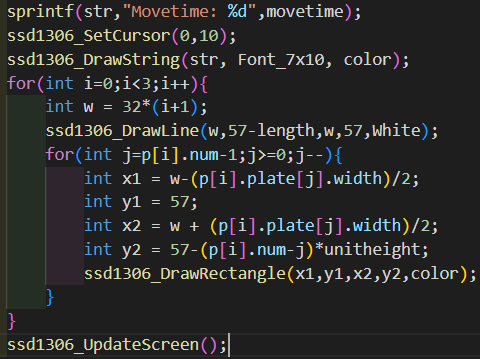 sprintf(str,"Movetime: %d",movetime);
ssd1306_SetCursor(0,10);
ssd1306_DrawString(str, Font_7x10, color);
for(int i=0;i<3;i++){
    int w = 32*(i+1);
    ssd1306_DrawLine(w,57-length,w,57,White);
    for(int j=p[i].num-1;j>=0;j--){
        int x1 = w-(p[i].plate[j].width)/2;
        int y1 = 57;
        int x2 = w + (p[i].plate[j].width)/2;
        int y2 = 57-(p[i].num-j)*unitheight;
        ssd1306_DrawRectangle(x1,y1,x2,y2,color);
    }
}
ssd1306_UpdateScreen();